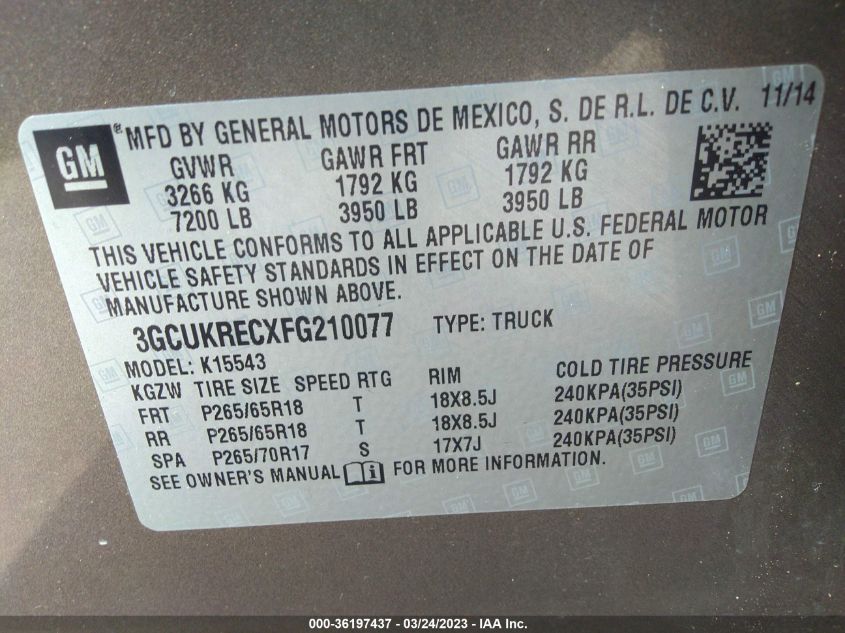 GM ® MFD BY GENERAL MOTORS DE MEXICO, S. DE R.L. DE C.V. 11/14
GVWR GAWR FRT GAWR RR
3266 KG 1792 KG 1792 KG
7200 LB 3950 LB 3950 LB
THIS VEHICLE CONFORMS TO ALL APPLICABLE U.S. FEDERAL MOTOR
VEHICLE SAFETY STANDARDS IN EFFECT ON THE DATE OF
MANUFACTURE SHOWN ABOVE.
3GCUKRECXFG210077 TYPE: TRUCK
MODEL: K15543
KGZW TIRE SIZE SPEED RTG RIM COLD TIRE PRESSURE
FRT P265/65R18 T 18X8.5J 240KPA(35PSI)
RR P265/65R18 T 18X8.5J 240KPA(35PSI)
SPA P265/70R17 S 17X7J 240KPA(35PSI)
SEE OWNER'S MANUAL i FOR MORE INFORMATION.
000-36197437 - 03/24/2023 - IAA Inc.